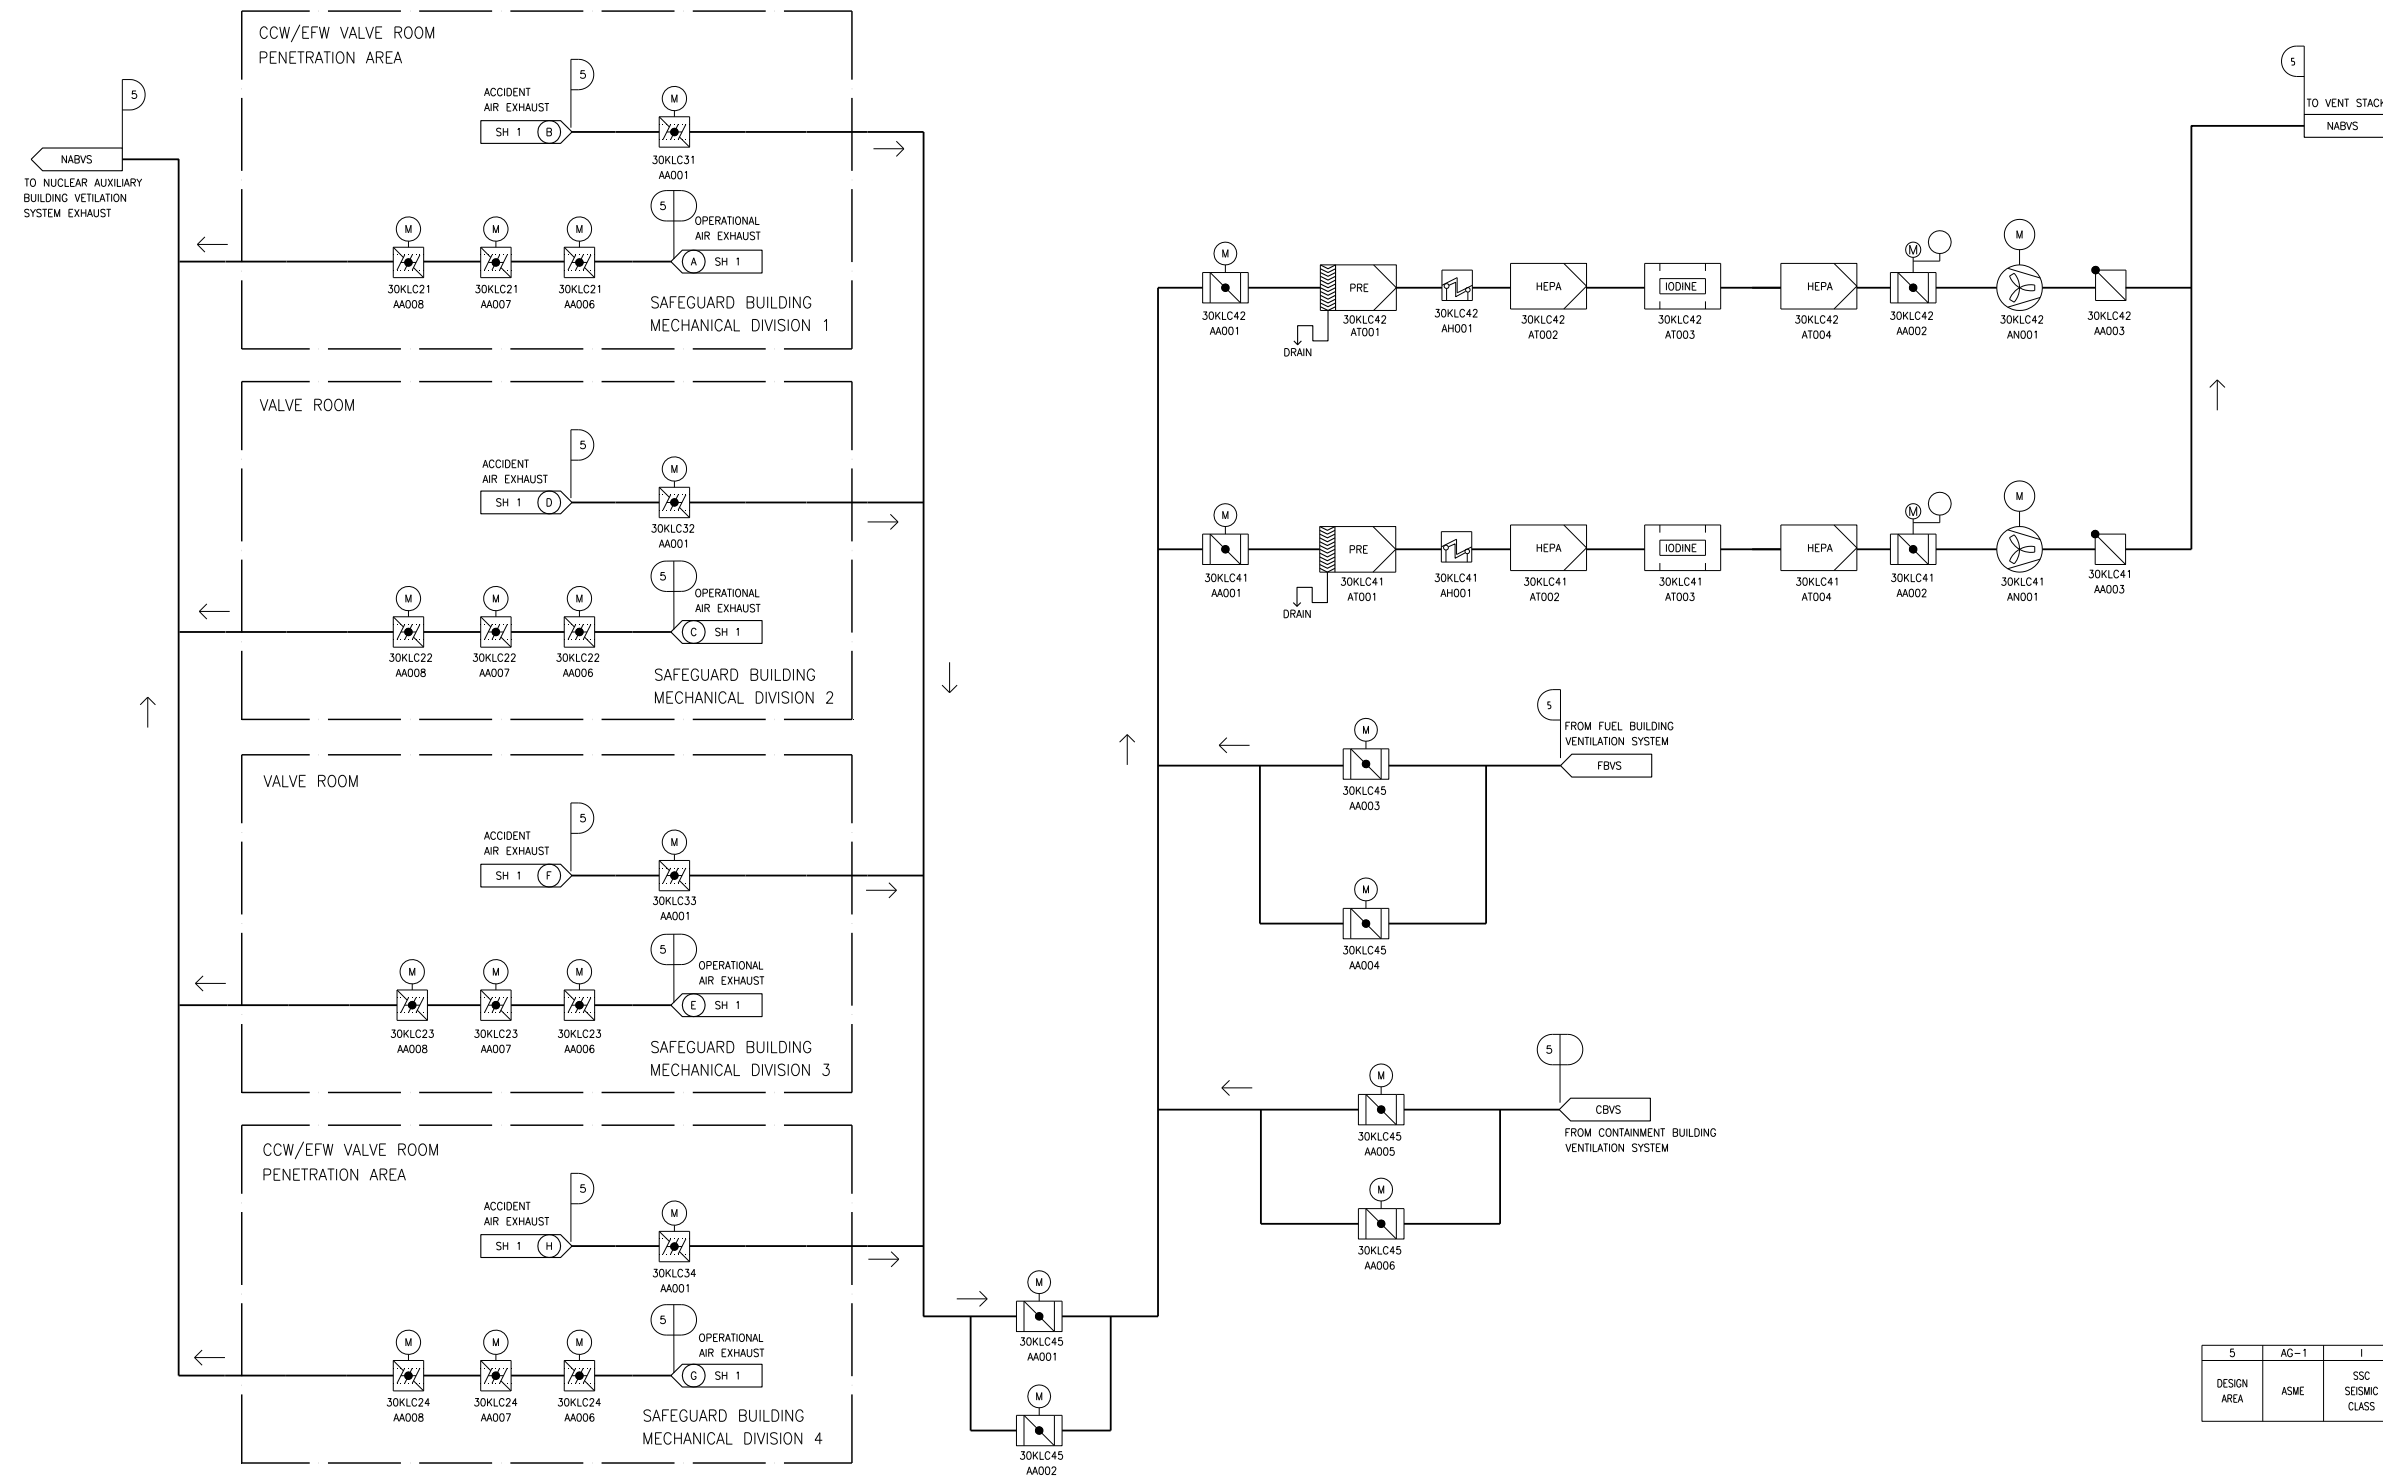 CCW/EFW VALVE ROOM
PENETRATION AREA
5
ACCIDENT
AIR EXHAUST
SH 1 B
M
30KLC31
AA001
5
NABVS
TO NUCLEAR AUXILIARY
BUILDING VETILATION
SYSTEM EXHAUST
5
OPERATIONAL
AIR EXHAUST
A SH 1
M
M
M
30KLC21
AA008
30KLC21
AA007
30KLC21
AA006
SAFEGUARD BUILDING
MECHANICAL DIVISION 1
VALVE ROOM
5
ACCIDENT
AIR EXHAUST
SH 1 D
M
30KLC32
AA001
5
OPERATIONAL
AIR EXHAUST
C SH 1
M
M
M
30KLC22
AA008
30KLC22
AA007
30KLC22
AA006
SAFEGUARD BUILDING
MECHANICAL DIVISION 2
VALVE ROOM
5
ACCIDENT
AIR EXHAUST
SH 1 F
M
30KLC33
AA001
5
OPERATIONAL
AIR EXHAUST
E SH 1
M
M
M
30KLC23
AA008
30KLC23
AA007
30KLC23
AA006
SAFEGUARD BUILDING
MECHANICAL DIVISION 3
CCW/EFW VALVE ROOM
PENETRATION AREA
5
ACCIDENT
AIR EXHAUST
SH 1 H
M
30KLC34
AA001
5
OPERATIONAL
AIR EXHAUST
G SH 1
M
M
M
30KLC24
AA008
30KLC24
AA007
30KLC24
AA006
SAFEGUARD BUILDING
MECHANICAL DIVISION 4
M
30KLC45
AA001
M
30KLC45
AA002
5
TO VENT STACK
NABVS
M
30KLC42
AA001
PRE
30KLC42
AT001
DRAIN
30KLC42
AH001
HEPA
30KLC42
AT002
IODINE
30KLC42
AT003
HEPA
30KLC42
AT004
M
30KLC42
AA002
M
30KLC42
AN001
30KLC42
AA003
M
30KLC41
AA001
PRE
30KLC41
AT001
DRAIN
30KLC41
AH001
HEPA
30KLC41
AT002
IODINE
30KLC41
AT003
HEPA
30KLC41
AT004
M
30KLC41
AA002
M
30KLC41
AN001
30KLC41
AA003
5
FROM FUEL BUILDING
VENTILATION SYSTEM
FBVS
M
30KLC45
AA003
M
30KLC45
AA004
5
CBVS
FROM CONTAINMENT BUILDING
VENTILATION SYSTEM
M
30KLC45
AA005
M
30KLC45
AA006
5 AG-1 I
DESIGN
AREA
ASME
SSC
SEISMIC
CLASS